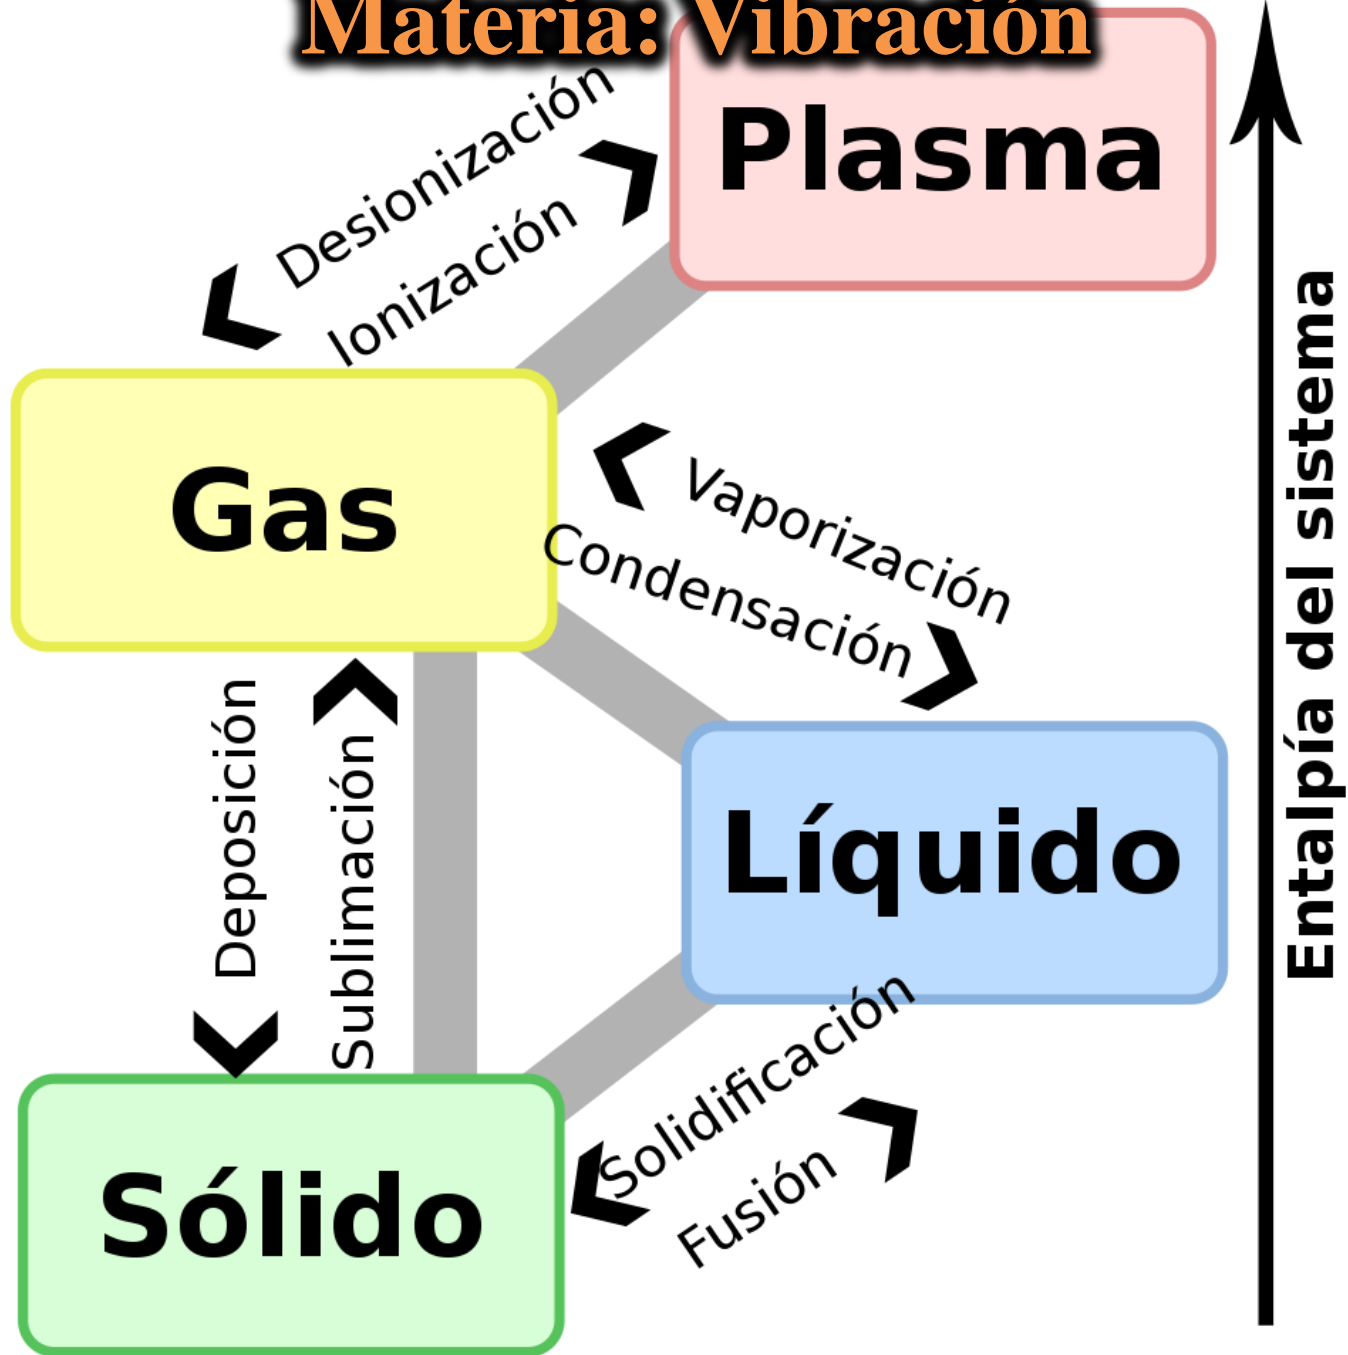 Materia: Vibración
Plasma
Desionización
Ionización
Gas
Vaporización
Condensación
Entalpía del sistema
Deposición
Sublimación
Líquido
Solidificación
Fusión
Sólido